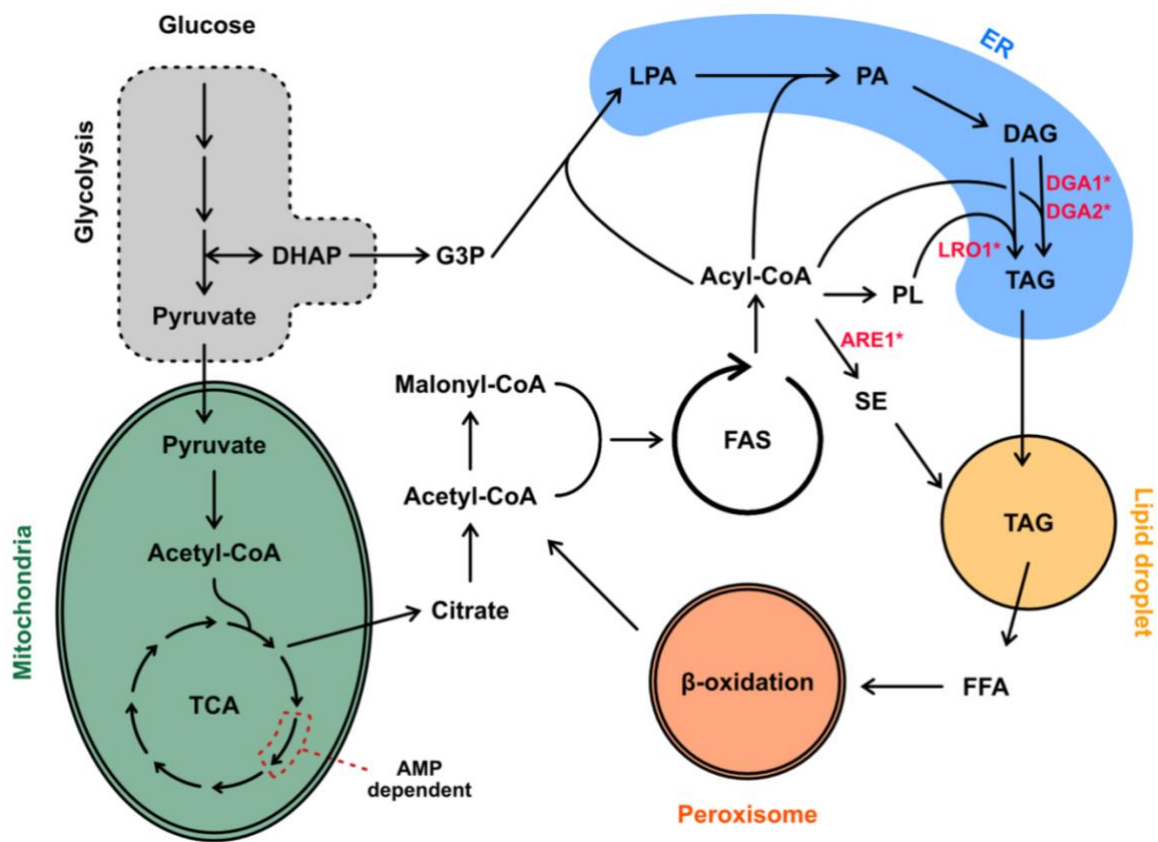 Glucose
Glycolysis
DHAP
G3P
Pyruvate
LPA
PA
ER
DAG
DGA1*
DGA2*
LRO1*
TAG
Acyl-CoA
PL
ARE1*
SE
Malonyl-CoA
FAS
Acetyl-CoA
Citrate
Mitochondria
Pyruvate
Acetyl-CoA
TCA
AMP
dependent
TAG
Lipid droplet
FFA
β-oxidation
Peroxisome